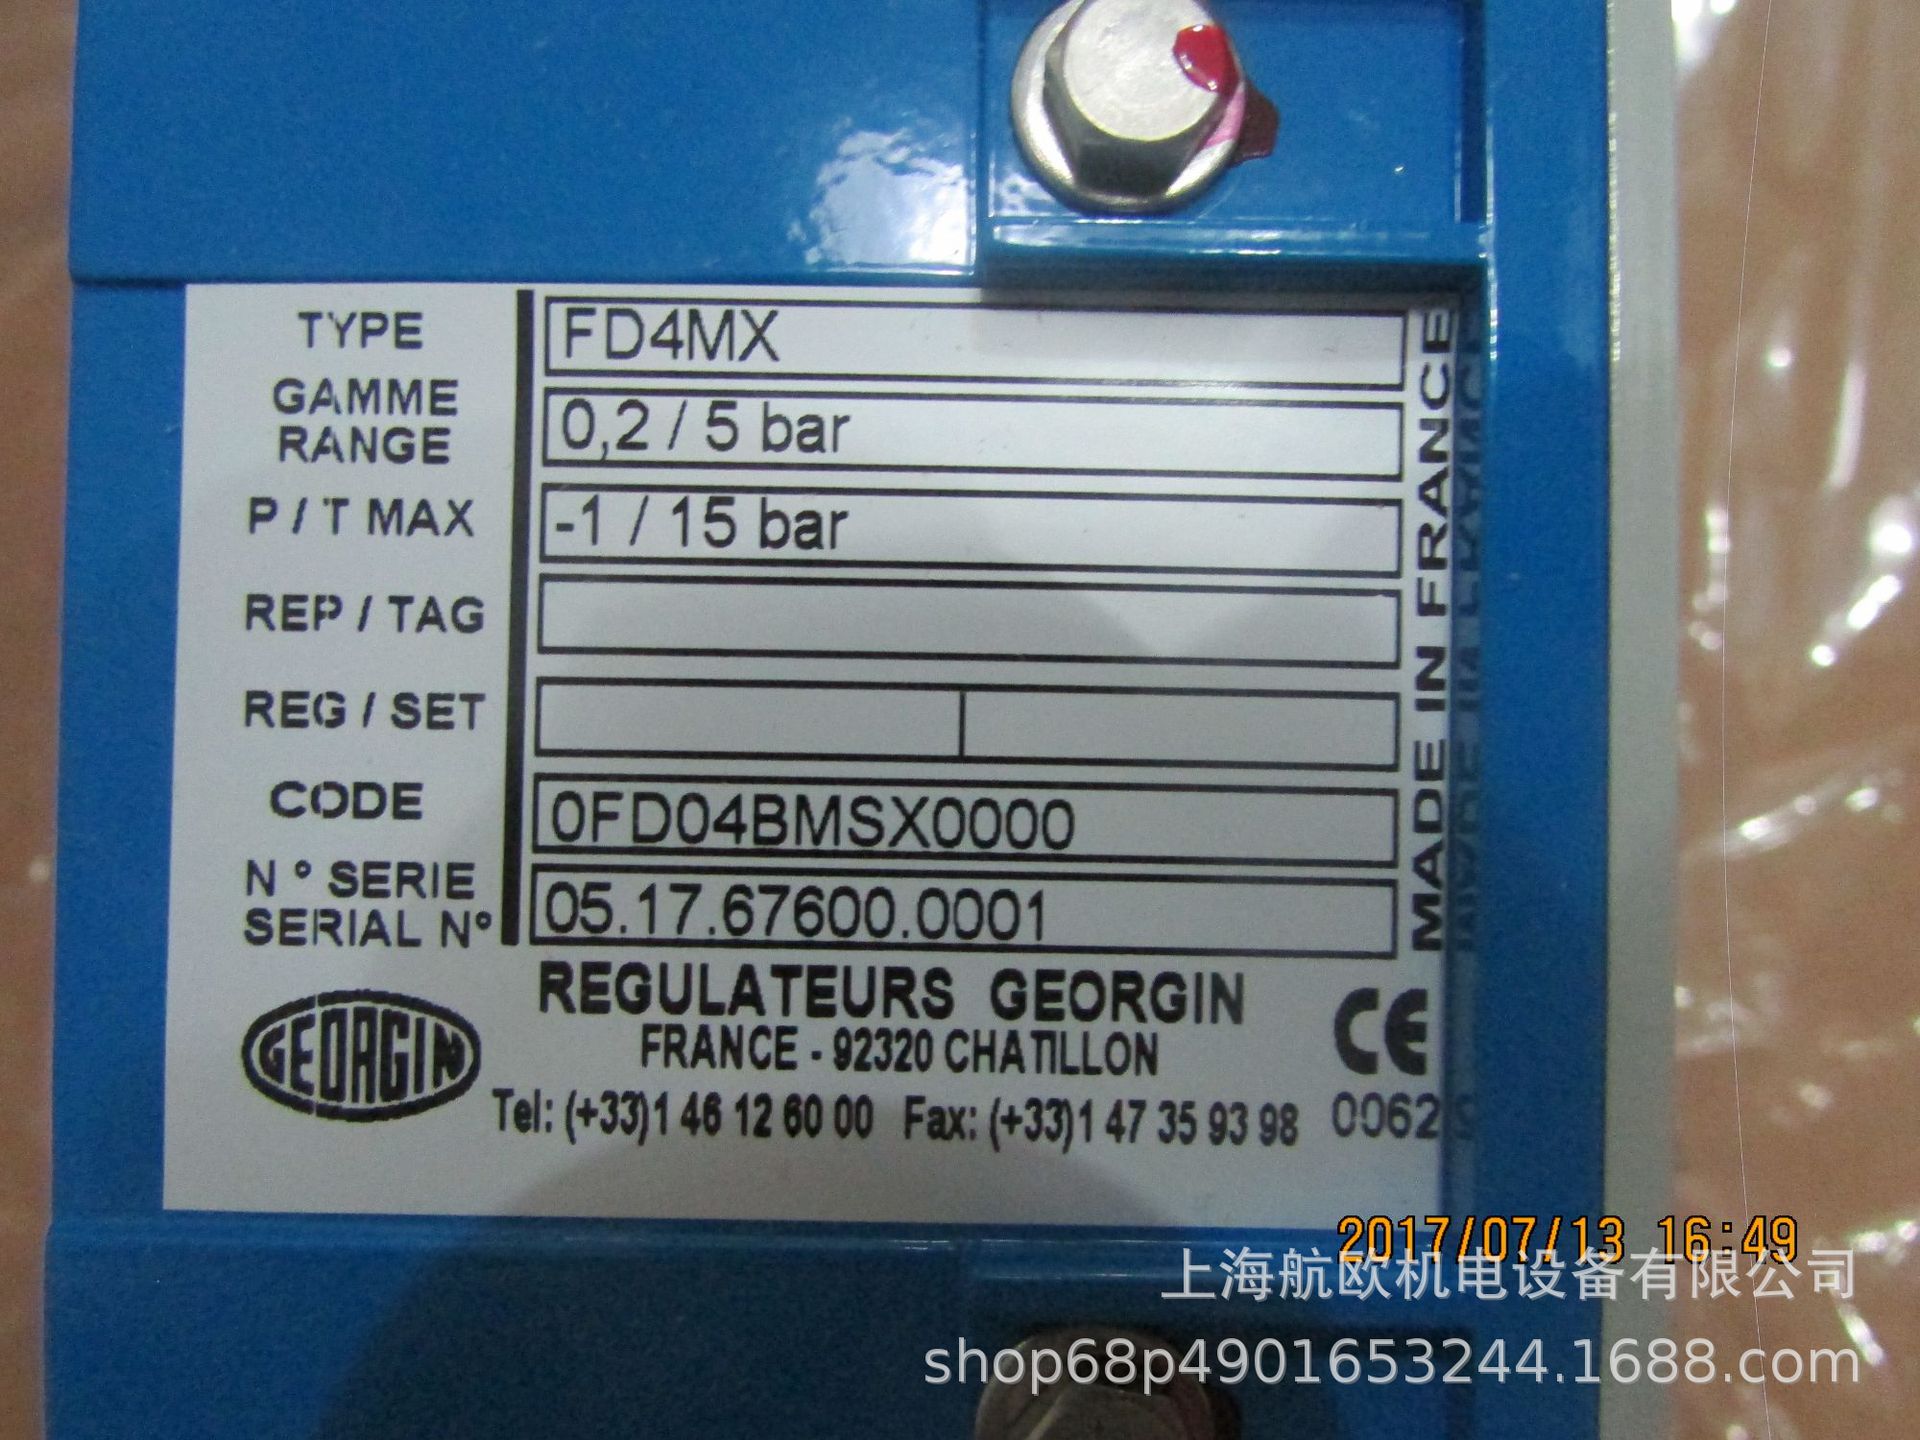 TYPE FD4MX
GAMME
RANGE 0,2 / 5 bar
P / T MAX -1 / 15 bar
REP / TAG
REG / SET
CODE 0FD04BMSX0000
N ° SERIE
SERIAL N° 05.17.67600.0001
MADE IN FRANCE
REGULATEURS GEORGIN
FRANCE - 92320 CHATILLON
Tel: (+33)1 46 12 60 00 Fax: (+33)1 47 35 93 98
GEORGIN
CE
0062
2017/07/13 16:49
上海航欧机电设备有限公司
shop68p4901653244.1688.com